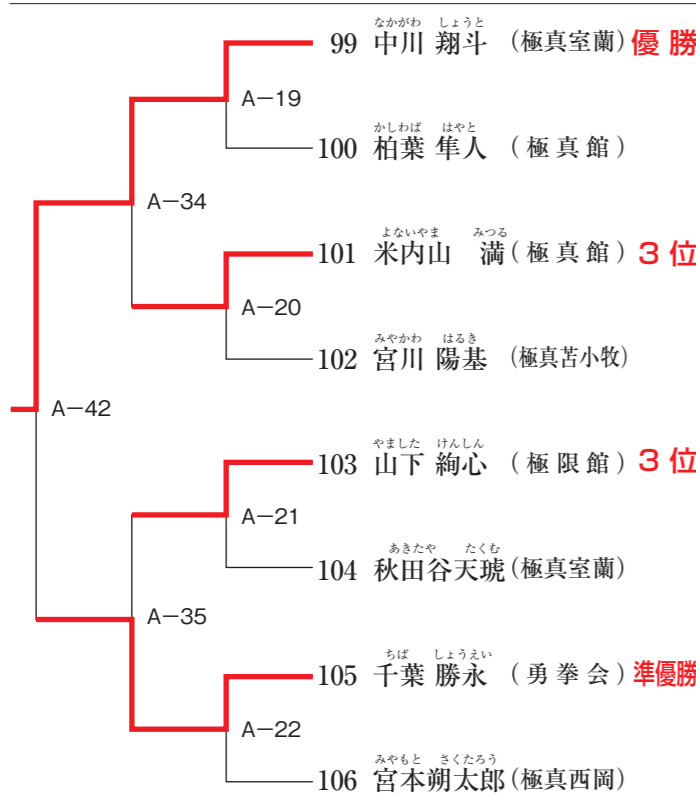 なかがわ しょうと
99 中川 翔斗 (極真室蘭) 優勝
A−19
かしわば はやと
100 柏葉 隼人 (極真館)
A−34
よないやま みつる
101 米内山 満 (極真館) 3位
A−20
みやかわ はるき
102 宮川 陽基 (極真苫小牧)
A−42
やました けんしん
103 山下 絢心 (極限館) 3位
A−21
あきたや たくむ
104 秋田谷天琥 (極真室蘭)
A−35
ちば しょうえい
105 千葉 勝永 (勇拳会) 準優勝
A−22
みやもと さくたろう
106 宮本朔太郎 (極真西岡)